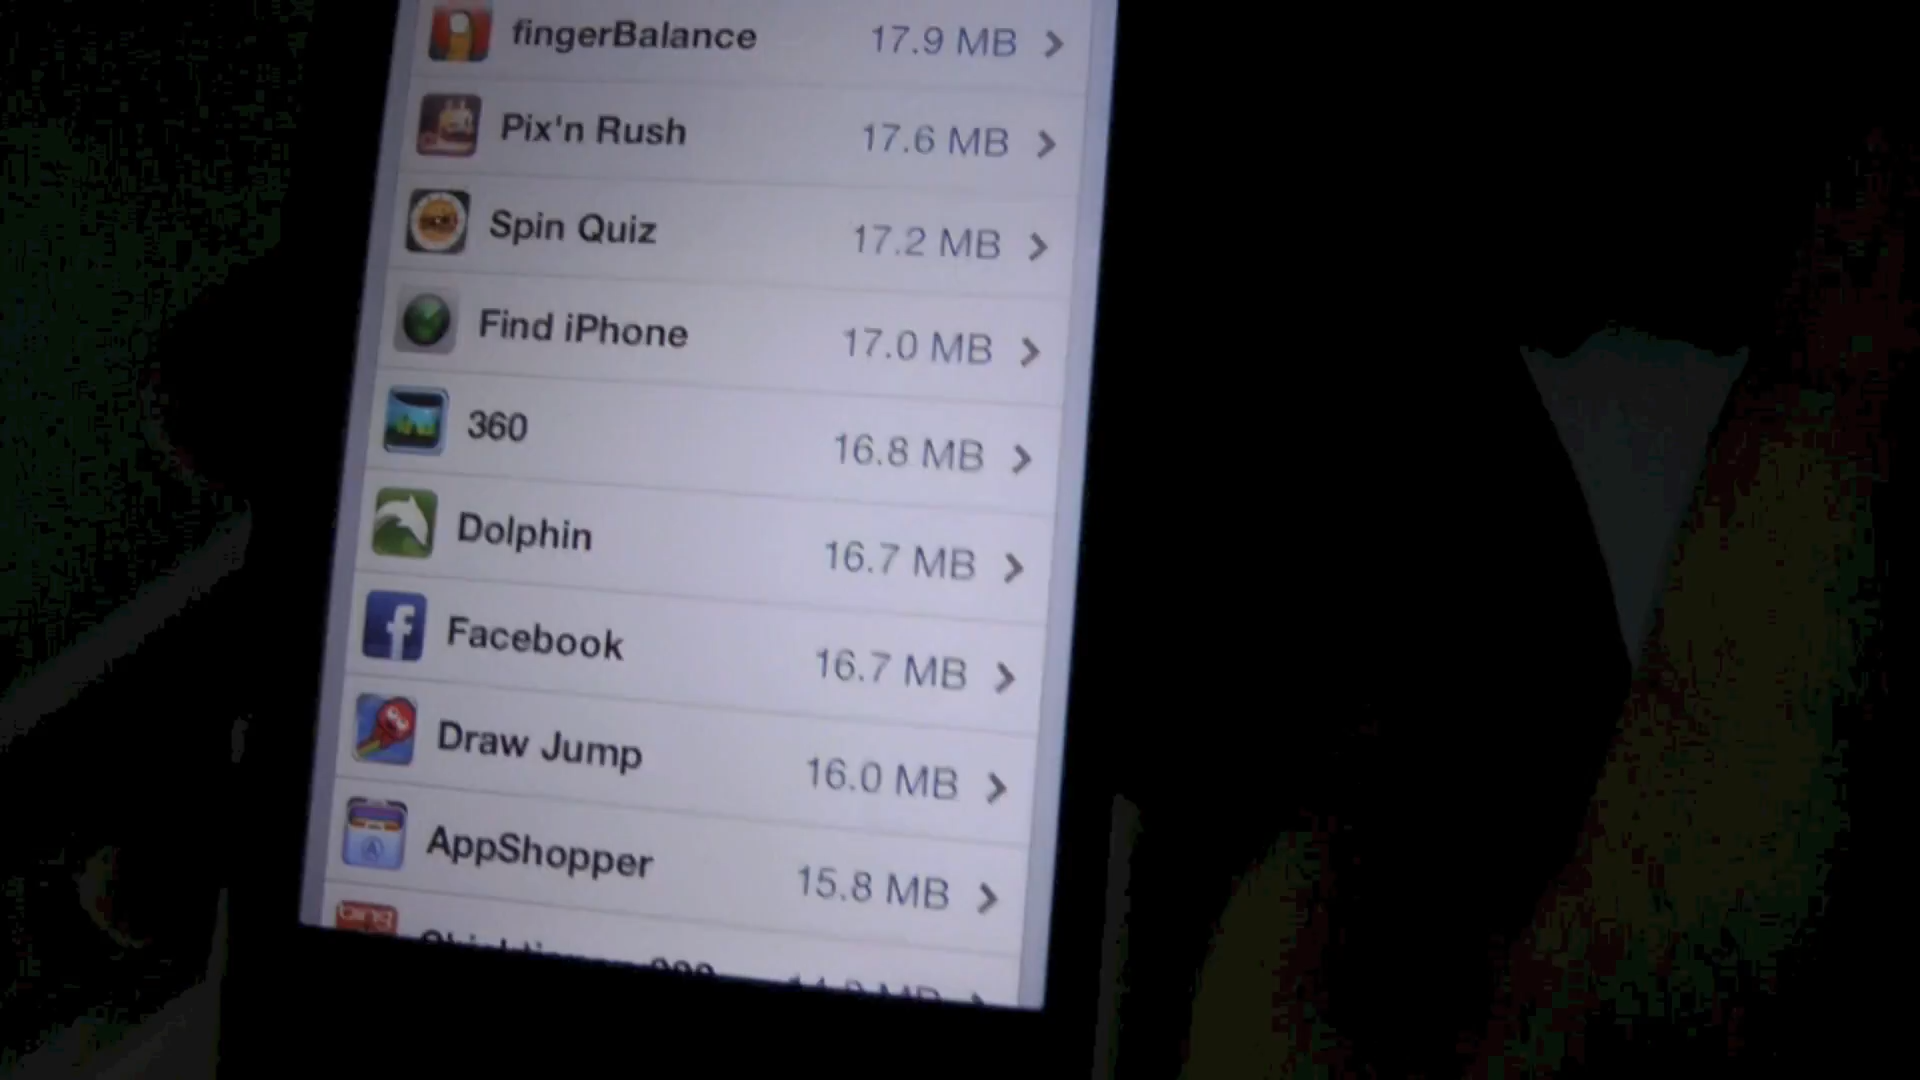 fingerBalance 17.9 MB
Pix'n Rush 17.6 MB
Spin Quiz 17.2 MB
Find iPhone 17.0 MB
360 16.8 MB
Dolphin 16.7 MB
Facebook 16.7 MB
Draw Jump 16.0 MB
AppShopper 15.8 MB
bing